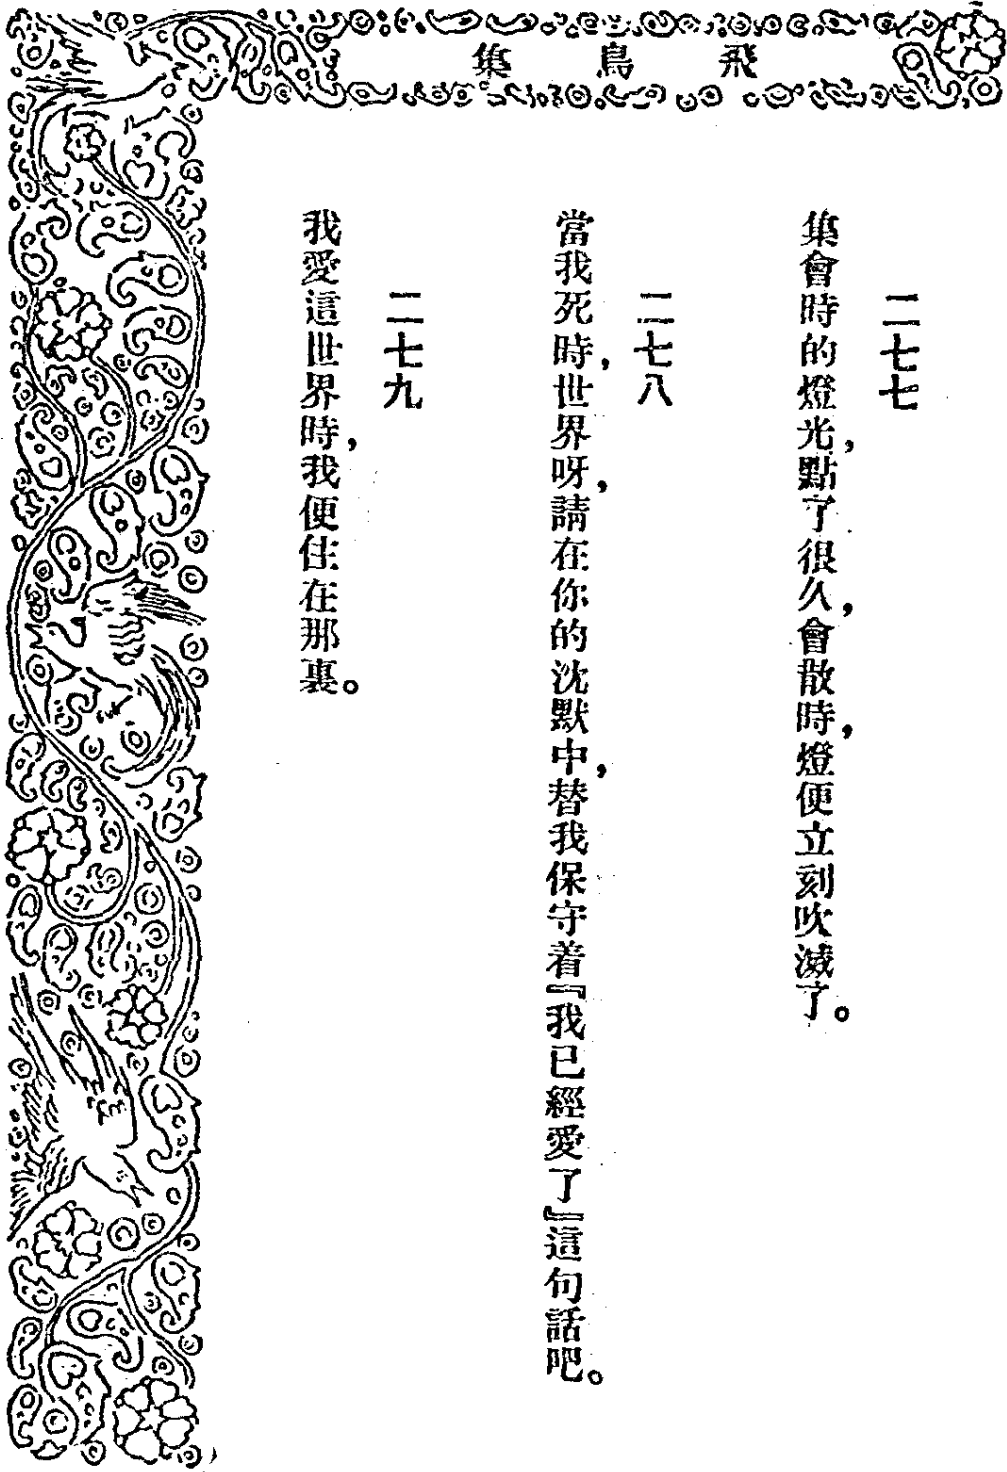 飛鳥集
二七七
集會時的燈光，點了很久，會散時，燈便立刻吹滅了。
二七八
當我死時，世界呀，請在你的沈默中，替我保守着『我已經愛了』這句話吧。
二七九
我愛這世界時，我便住在那裏。